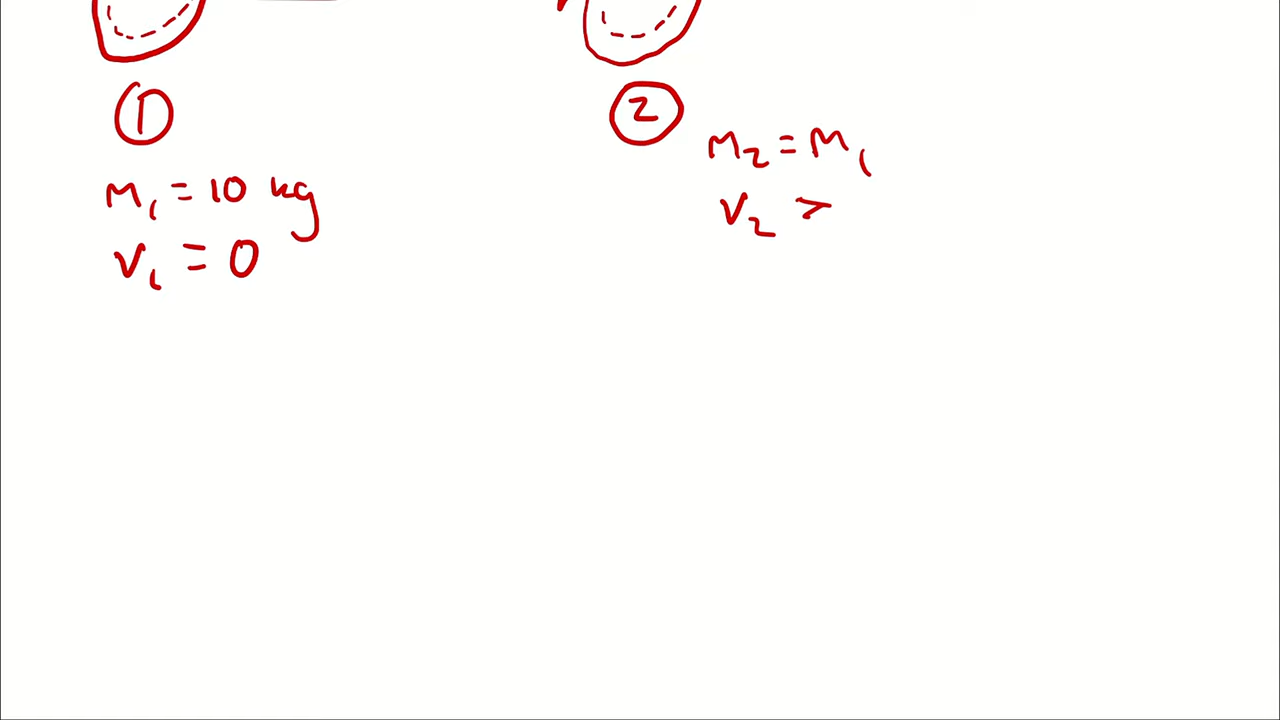 ①
②
m₂ = m₁
m₁ = 10 kg
v₂ >
v₁ = 0